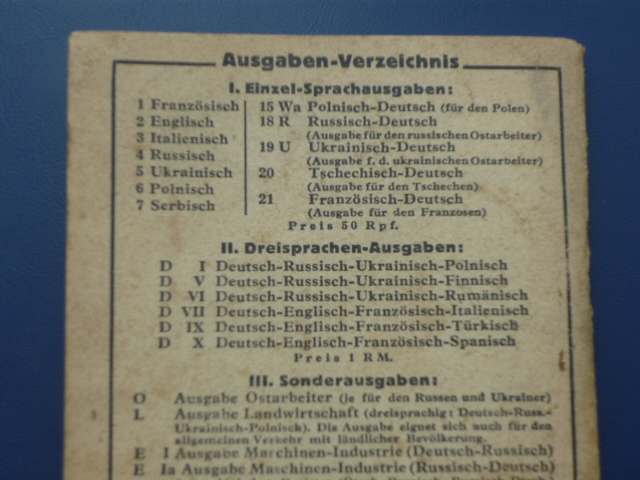 Ausgaben-Verzeichnis
I. Einzel-Sprachausgaben:
1 Französisch
2 Englisch
3 Italienisch
4 Russisch
5 Ukrainisch
6 Polnisch
7 Serbisch
15 Wa Polnisch-Deutsch (für den Polen)
18 R Russisch-Deutsch
(Ausgabe für den russischen Ostarbeiter)
19 U Ukrainisch-Deutsch
(Ausgabe f. d. ukrainischen Ostarbeiter)
20 Tschechisch-Deutsch
(Ausgabe für den Tschechen)
21 Französisch-Deutsch
(Ausgabe für den Franzosen)
Preis 50 Rpf.
II. Dreisprachen-Ausgaben:
D I Deutsch-Russisch-Ukrainisch-Polnisch
D V Deutsch-Russisch-Ukrainisch-Finnisch
D VI Deutsch-Russisch-Ukrainisch-Rumänisch
D VII Deutsch-Englisch-Französisch-Italienisch
D IX Deutsch-Englisch-Französisch-Türkisch
D X Deutsch-Englisch-Französisch-Spanisch
Preis 1 RM.
III. Sonderausgaben:
O Ausgabe Ostarbeiter (je für den Russen und Ukrainer)
L Ausgabe Landwirtschaft (dreisprachig: Deutsch-Russ.-
Ukrainisch-Polnisch). Die Ausgabe eignet sich auch für den
allgemeinen Verkehr mit ländlicher Bevölkerung.
E I Ausgabe Maschinen-Industrie (Deutsch-Russisch)
E Ia Ausgabe Maschinen-Industrie (Russisch-Deutsch)